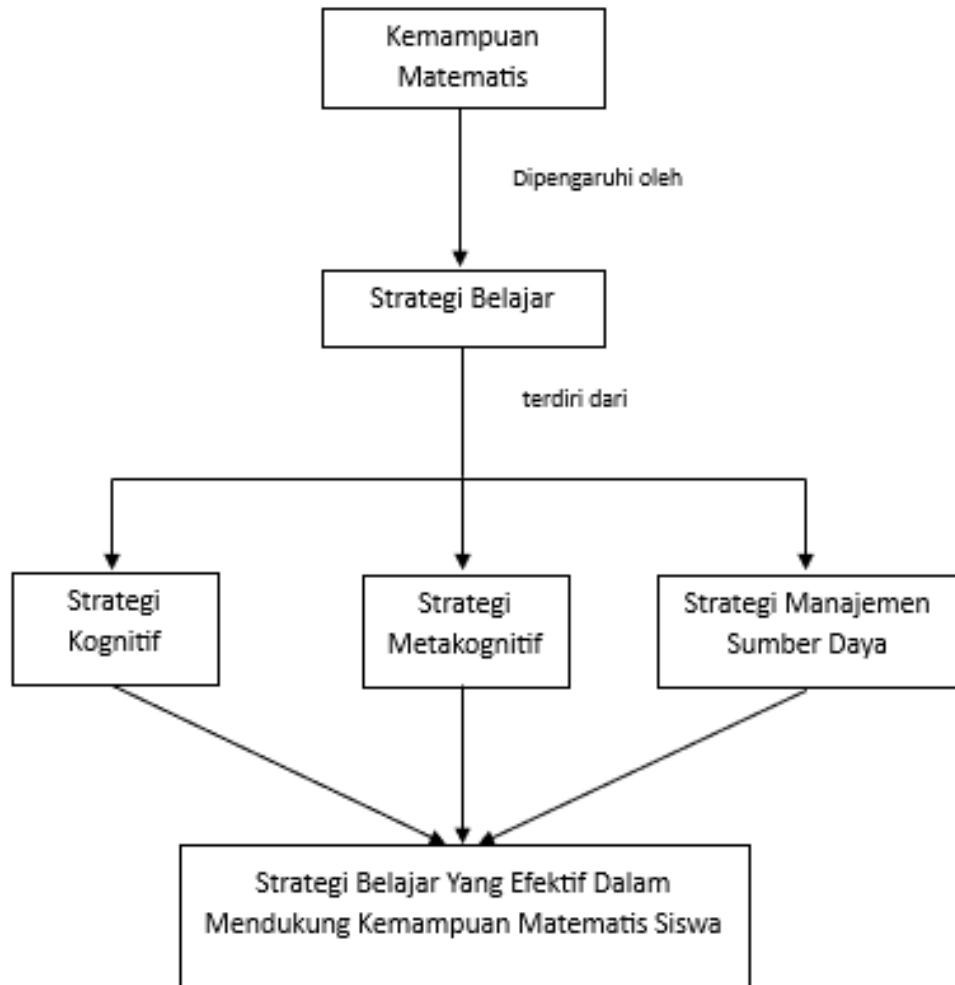 Kemampuan
Matematis
Dipengaruhi oleh
Strategi Belajar
terdiri dari
Strategi
Kognitif
Strategi
Metakognitif
Strategi Manajemen
Sumber Daya
Strategi Belajar Yang Efektif Dalam
Mendukung Kemampuan Matematis Siswa